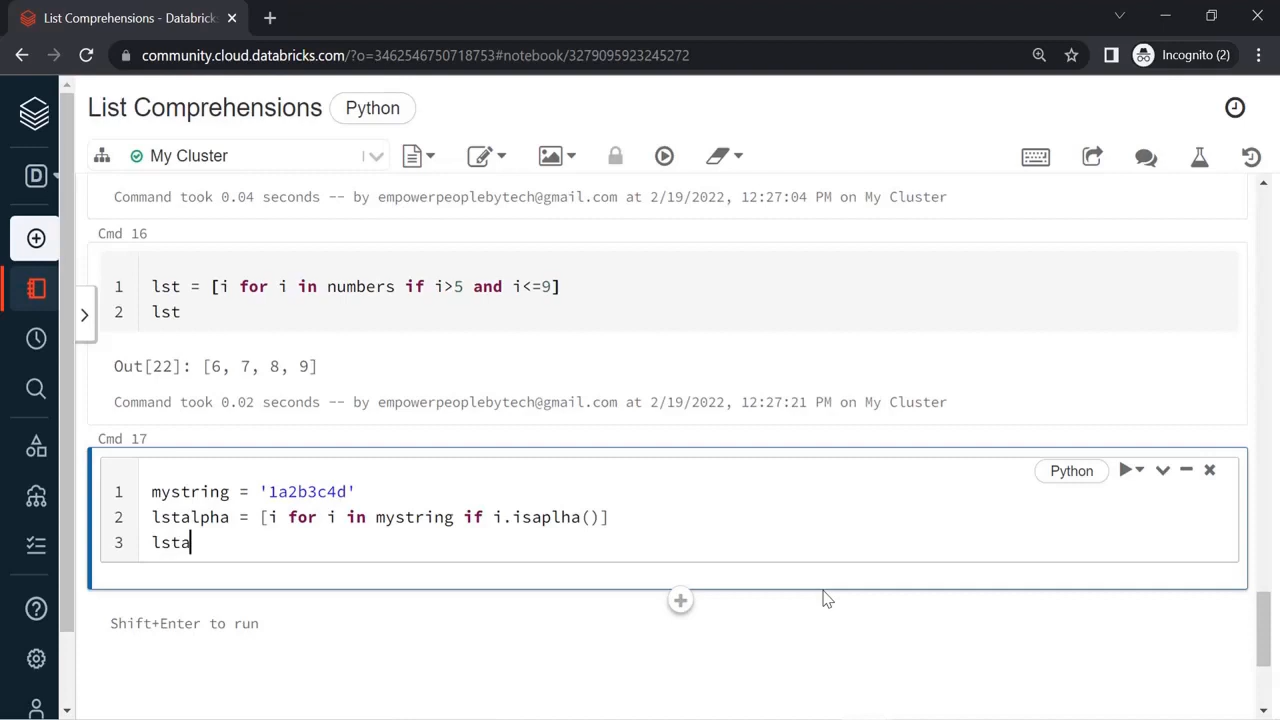 List Comprehensions - Databricks
community.cloud.databricks.com/?o=3462546750718753#notebook/3279095923245272
Incognito (2)
List Comprehensions
Python
My Cluster
D
Command took 0.04 seconds -- by empowerpeoplebytech@gmail.com at 2/19/2022, 12:27:04 PM on My Cluster
Cmd 16
1 lst = [i for i in numbers if i>5 and i<=9]
2 lst
Out[22]: [6, 7, 8, 9]
Command took 0.02 seconds -- by empowerpeoplebytech@gmail.com at 2/19/2022, 12:27:21 PM on My Cluster
Cmd 17
Python
1 mystring = '1a2b3c4d'
2 lstalpha = [i for i in mystring if i.isaplha()]
3 lsta
Shift+Enter to run